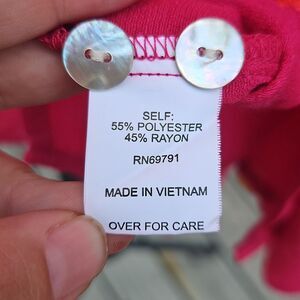 SELF:
55% POLYESTER
45% RAYON
RN69791
MADE IN VIETNAM
OVER FOR CARE